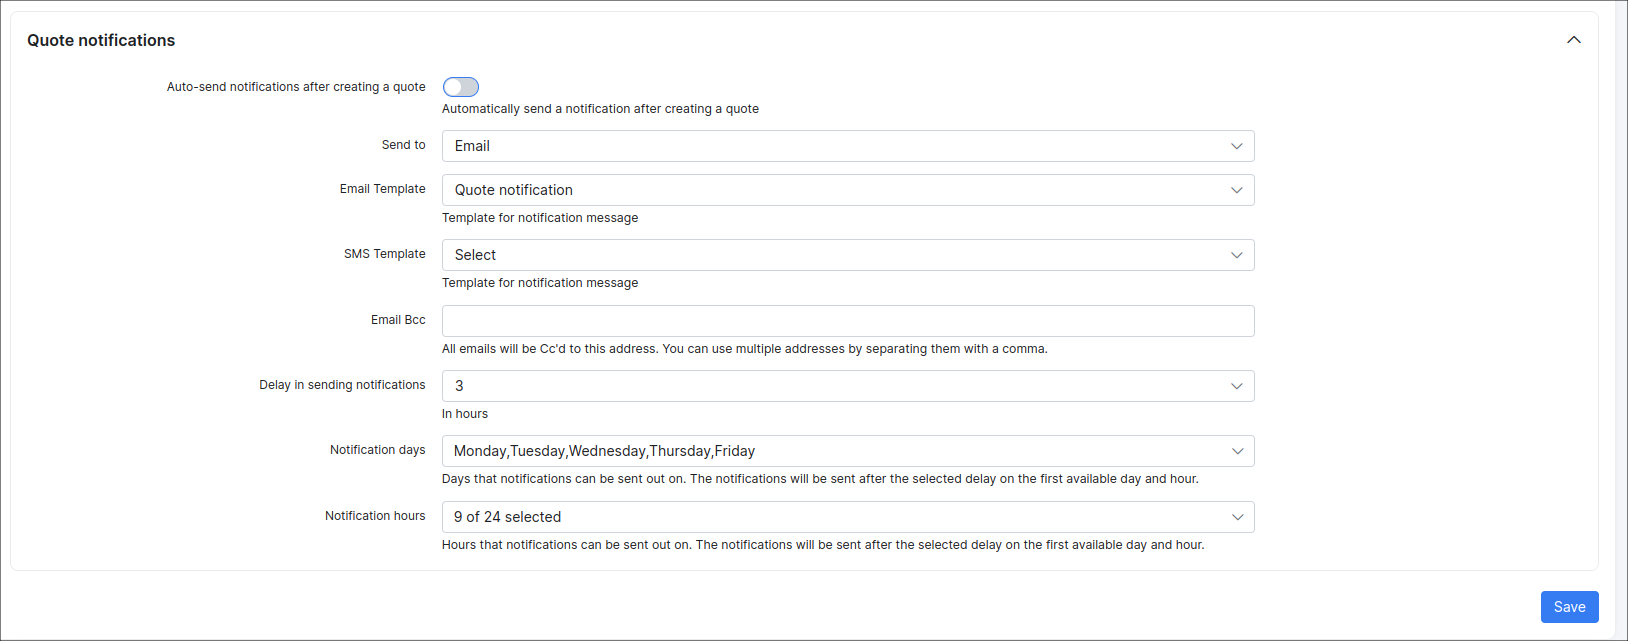 Quote notifications
Auto-send notifications after creating a quote
Automatically send a notification after creating a quote
Send to
Email
Email Template
Quote notification
Template for notification message
SMS Template
Select
Template for notification message
Email Bcc
All emails will be Cc'd to this address. You can use multiple addresses by separating them with a comma.
Delay in sending notifications
3
In hours
Notification days
Monday,Tuesday,Wednesday,Thursday,Friday
Days that notifications can be sent out on. The notifications will be sent after the selected delay on the first available day and hour.
Notification hours
9 of 24 selected
Hours that notifications can be sent out on. The notifications will be sent after the selected delay on the first available day and hour.
Save